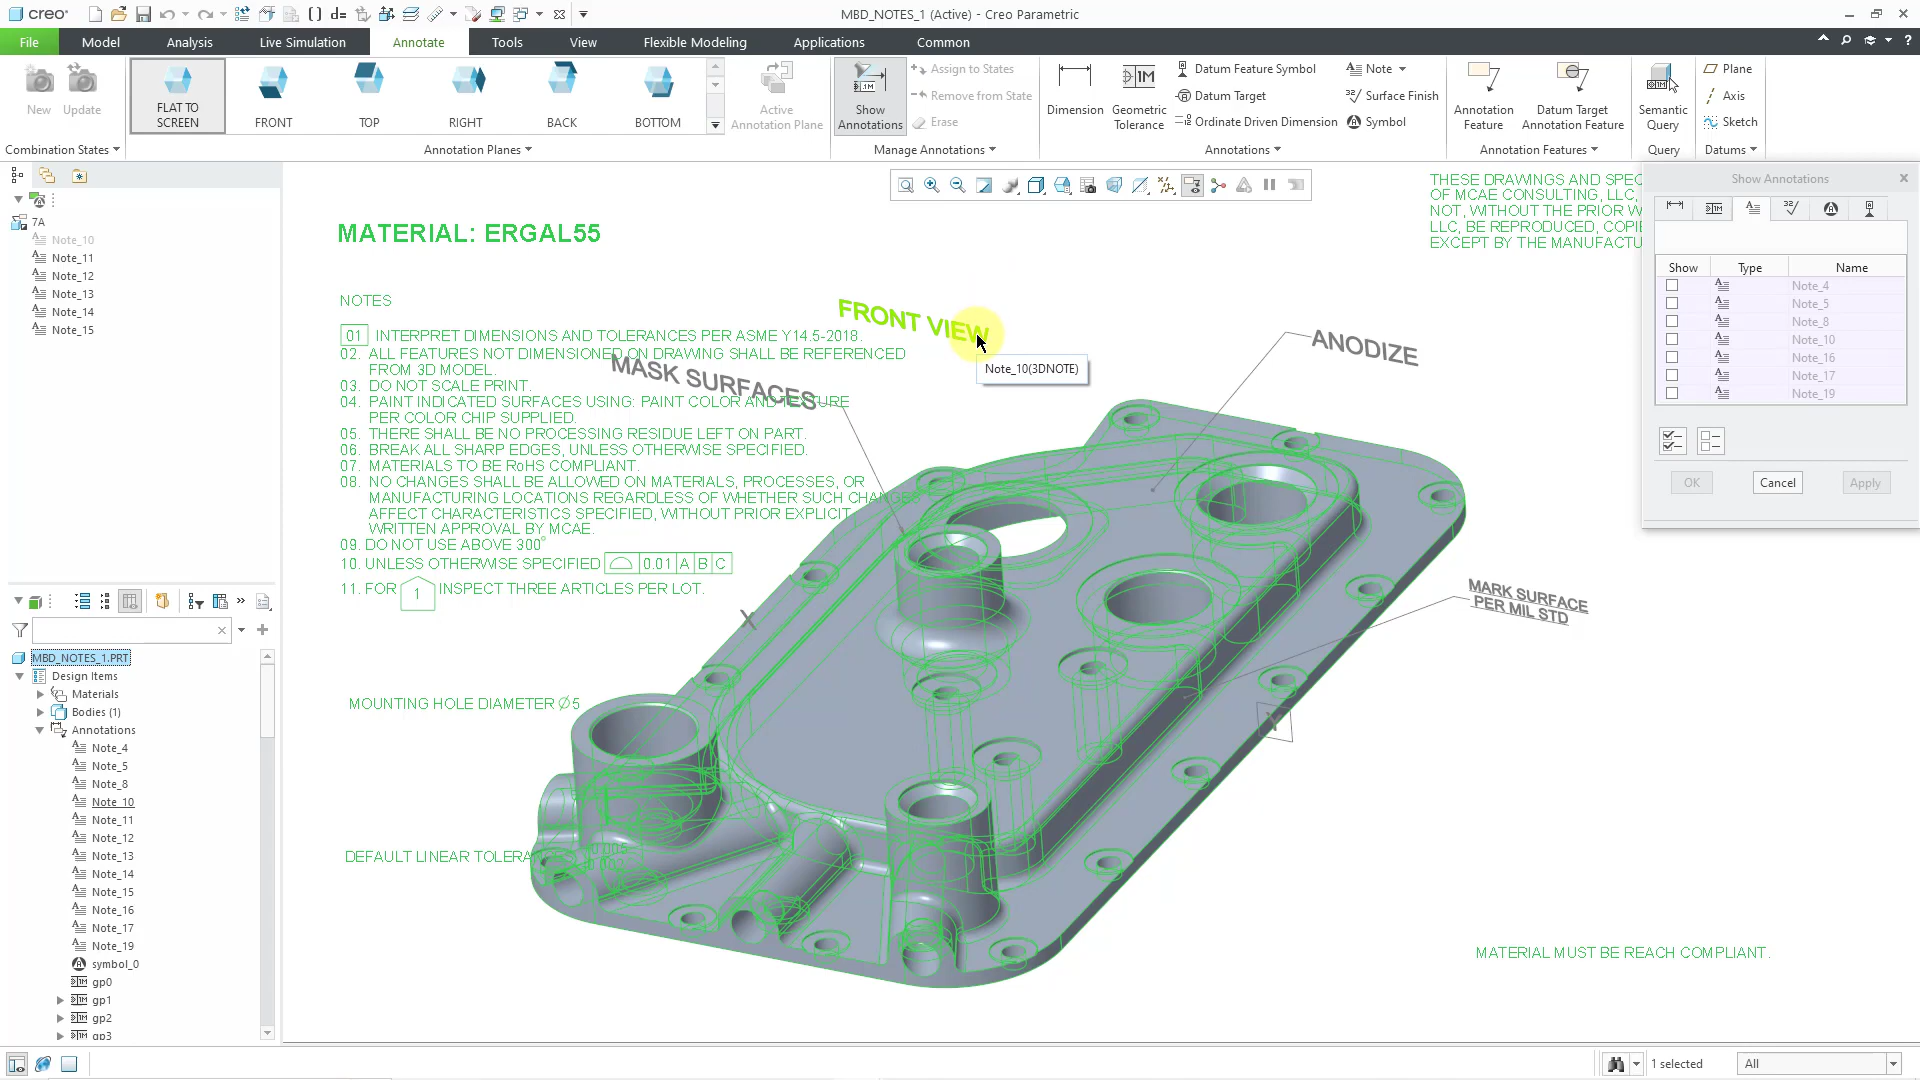 creo
MBD_NOTES_1 (Active) - Creo Parametric
File
Model
Analysis
Live Simulation
Annotate
Tools
View
Flexible Modeling
Applications
Common
New
Update
Combination States
FLAT TO
SCREEN
FRONT
TOP
RIGHT
BACK
BOTTOM
Active
Annotation Plane
Annotation Planes
Show
Annotations
Assign to States
Remove from State
Erase
Manage Annotations
Dimension
Geometric
Tolerance
Datum Feature Symbol
Datum Target
Ordinate Driven Dimension
Note
Surface Finish
Symbol
Annotations
Annotation
Feature
Datum Target
Annotation Feature
Annotation Features
Semantic
Query
Query
Plane
Axis
Sketch
Datums
7A
Note_10
Note_11
Note_12
Note_13
Note_14
Note_15
MBD_NOTES_1.PRT
Design Items
Materials
Bodies (1)
Annotations
Note_4
Note_5
Note_8
Note_10
Note_11
Note_12
Note_13
Note_14
Note_15
Note_16
Note_17
Note_19
symbol_0
gp0
gp1
gp2
gp3
MATERIAL: ERGAL55
NOTES
01 INTERPRET DIMENSIONS AND TOLERANCES PER ASME Y14.5-2018.
02. ALL FEATURES NOT DIMENSIONED ON DRAWING SHALL BE REFERENCED
FROM 3D MODEL.
03. DO NOT SCALE PRINT.
04. PAINT INDICATED SURFACES USING: PAINT COLOR AND TEXTURE
PER COLOR CHIP SUPPLIED.
05. THERE SHALL BE NO PROCESSING RESIDUE LEFT ON PART.
06. BREAK ALL SHARP EDGES, UNLESS OTHERWISE SPECIFIED.
07. MATERIALS TO BE RoHS COMPLIANT.
08. NO CHANGES SHALL BE ALLOWED ON MATERIALS, PROCESSES, OR
MANUFACTURING LOCATIONS REGARDLESS OF WHETHER SUCH CHANGES
AFFECT CHARACTERISTICS SPECIFIED, WITHOUT PRIOR EXPLICIT
WRITTEN APPROVAL BY MCAE.
09. DO NOT USE ABOVE 300°
10. UNLESS OTHERWISE SPECIFIED ⌓ 0.01 A B C
11. FOR 1 INSPECT THREE ARTICLES PER LOT.
MOUNTING HOLE DIAMETER ∅5
DEFAULT LINEAR
FRONT VIEW
Note_10(3DNOTE)
MASK SURFACES
ANODIZE
MARK SURFACE
PER MIL STD
X
Y
MATERIAL MUST BE REACH COMPLIANT.
THESE DRAWINGS AND SPEC
OF MCAE CONSULTING, LLC,
NOT, WITHOUT THE PRIOR W
LLC, BE REPRODUCED, COPIE
EXCEPT BY THE MANUFACTU
Show Annotations
Show
Type
Name
Note_4
Note_5
Note_8
Note_10
Note_16
Note_17
Note_19
OK
Cancel
Apply
1 selected
All